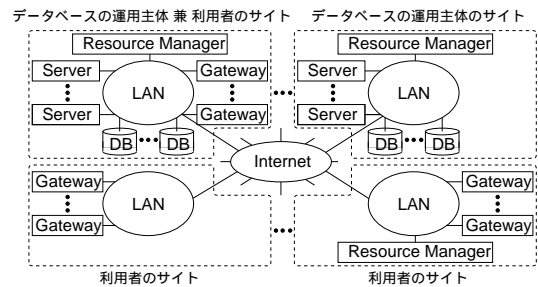 データベースの運用主体 兼 利用者のサイト
データベースの運用主体のサイト
Resource Manager
Server
Server
LAN
Gateway
Gateway
DB
DB
Resource Manager
Server
Server
LAN
DB
DB
Internet
Gateway
Gateway
LAN
LAN
Gateway
Gateway
Resource Manager
利用者のサイト
利用者のサイト